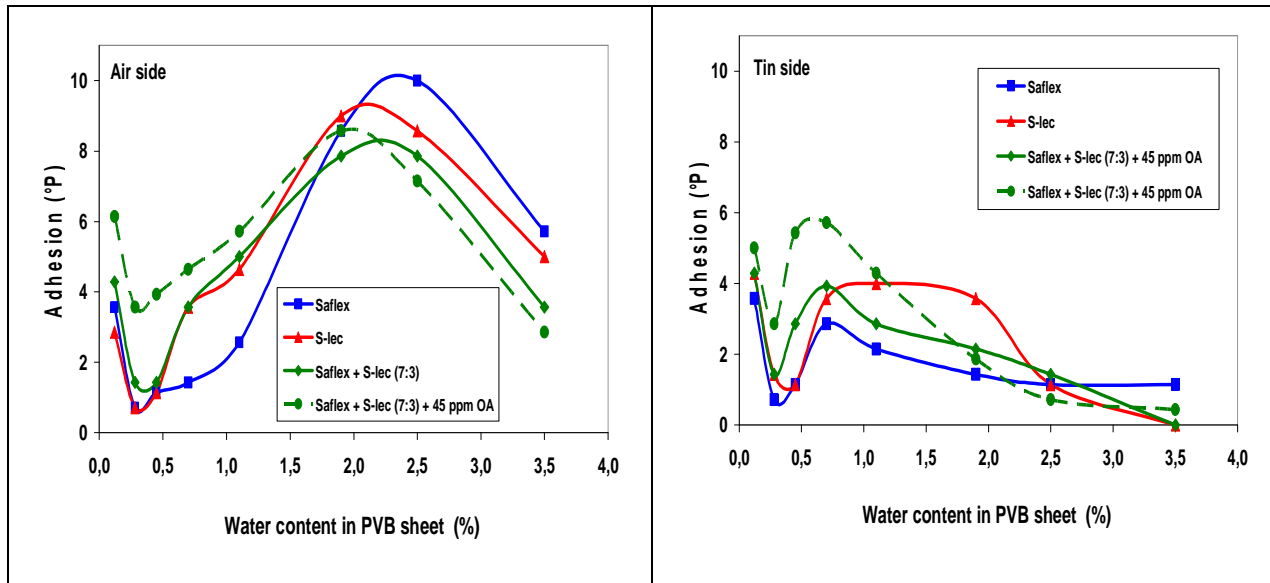 Air side
Adhesion (°P)
10
8
6
4
2
0
0,0 0,5 1,0 1,5 2,0 2,5 3,0 3,5 4,0
Water content in PVB sheet (%)
Saflex
S-lec
Saflex + S-lec (7:3)
Saflex + S-lec (7:3) + 45 ppm OA
Tin side
Adhesion (°P)
10
8
6
4
2
0
0,0 0,5 1,0 1,5 2,0 2,5 3,0 3,5 4,0
Water content in PVB sheet (%)
Saflex
S-lec
Saflex + S-lec (7:3) + 45 ppm OA
Saflex + S-lec (7:3) + 45 ppm OA